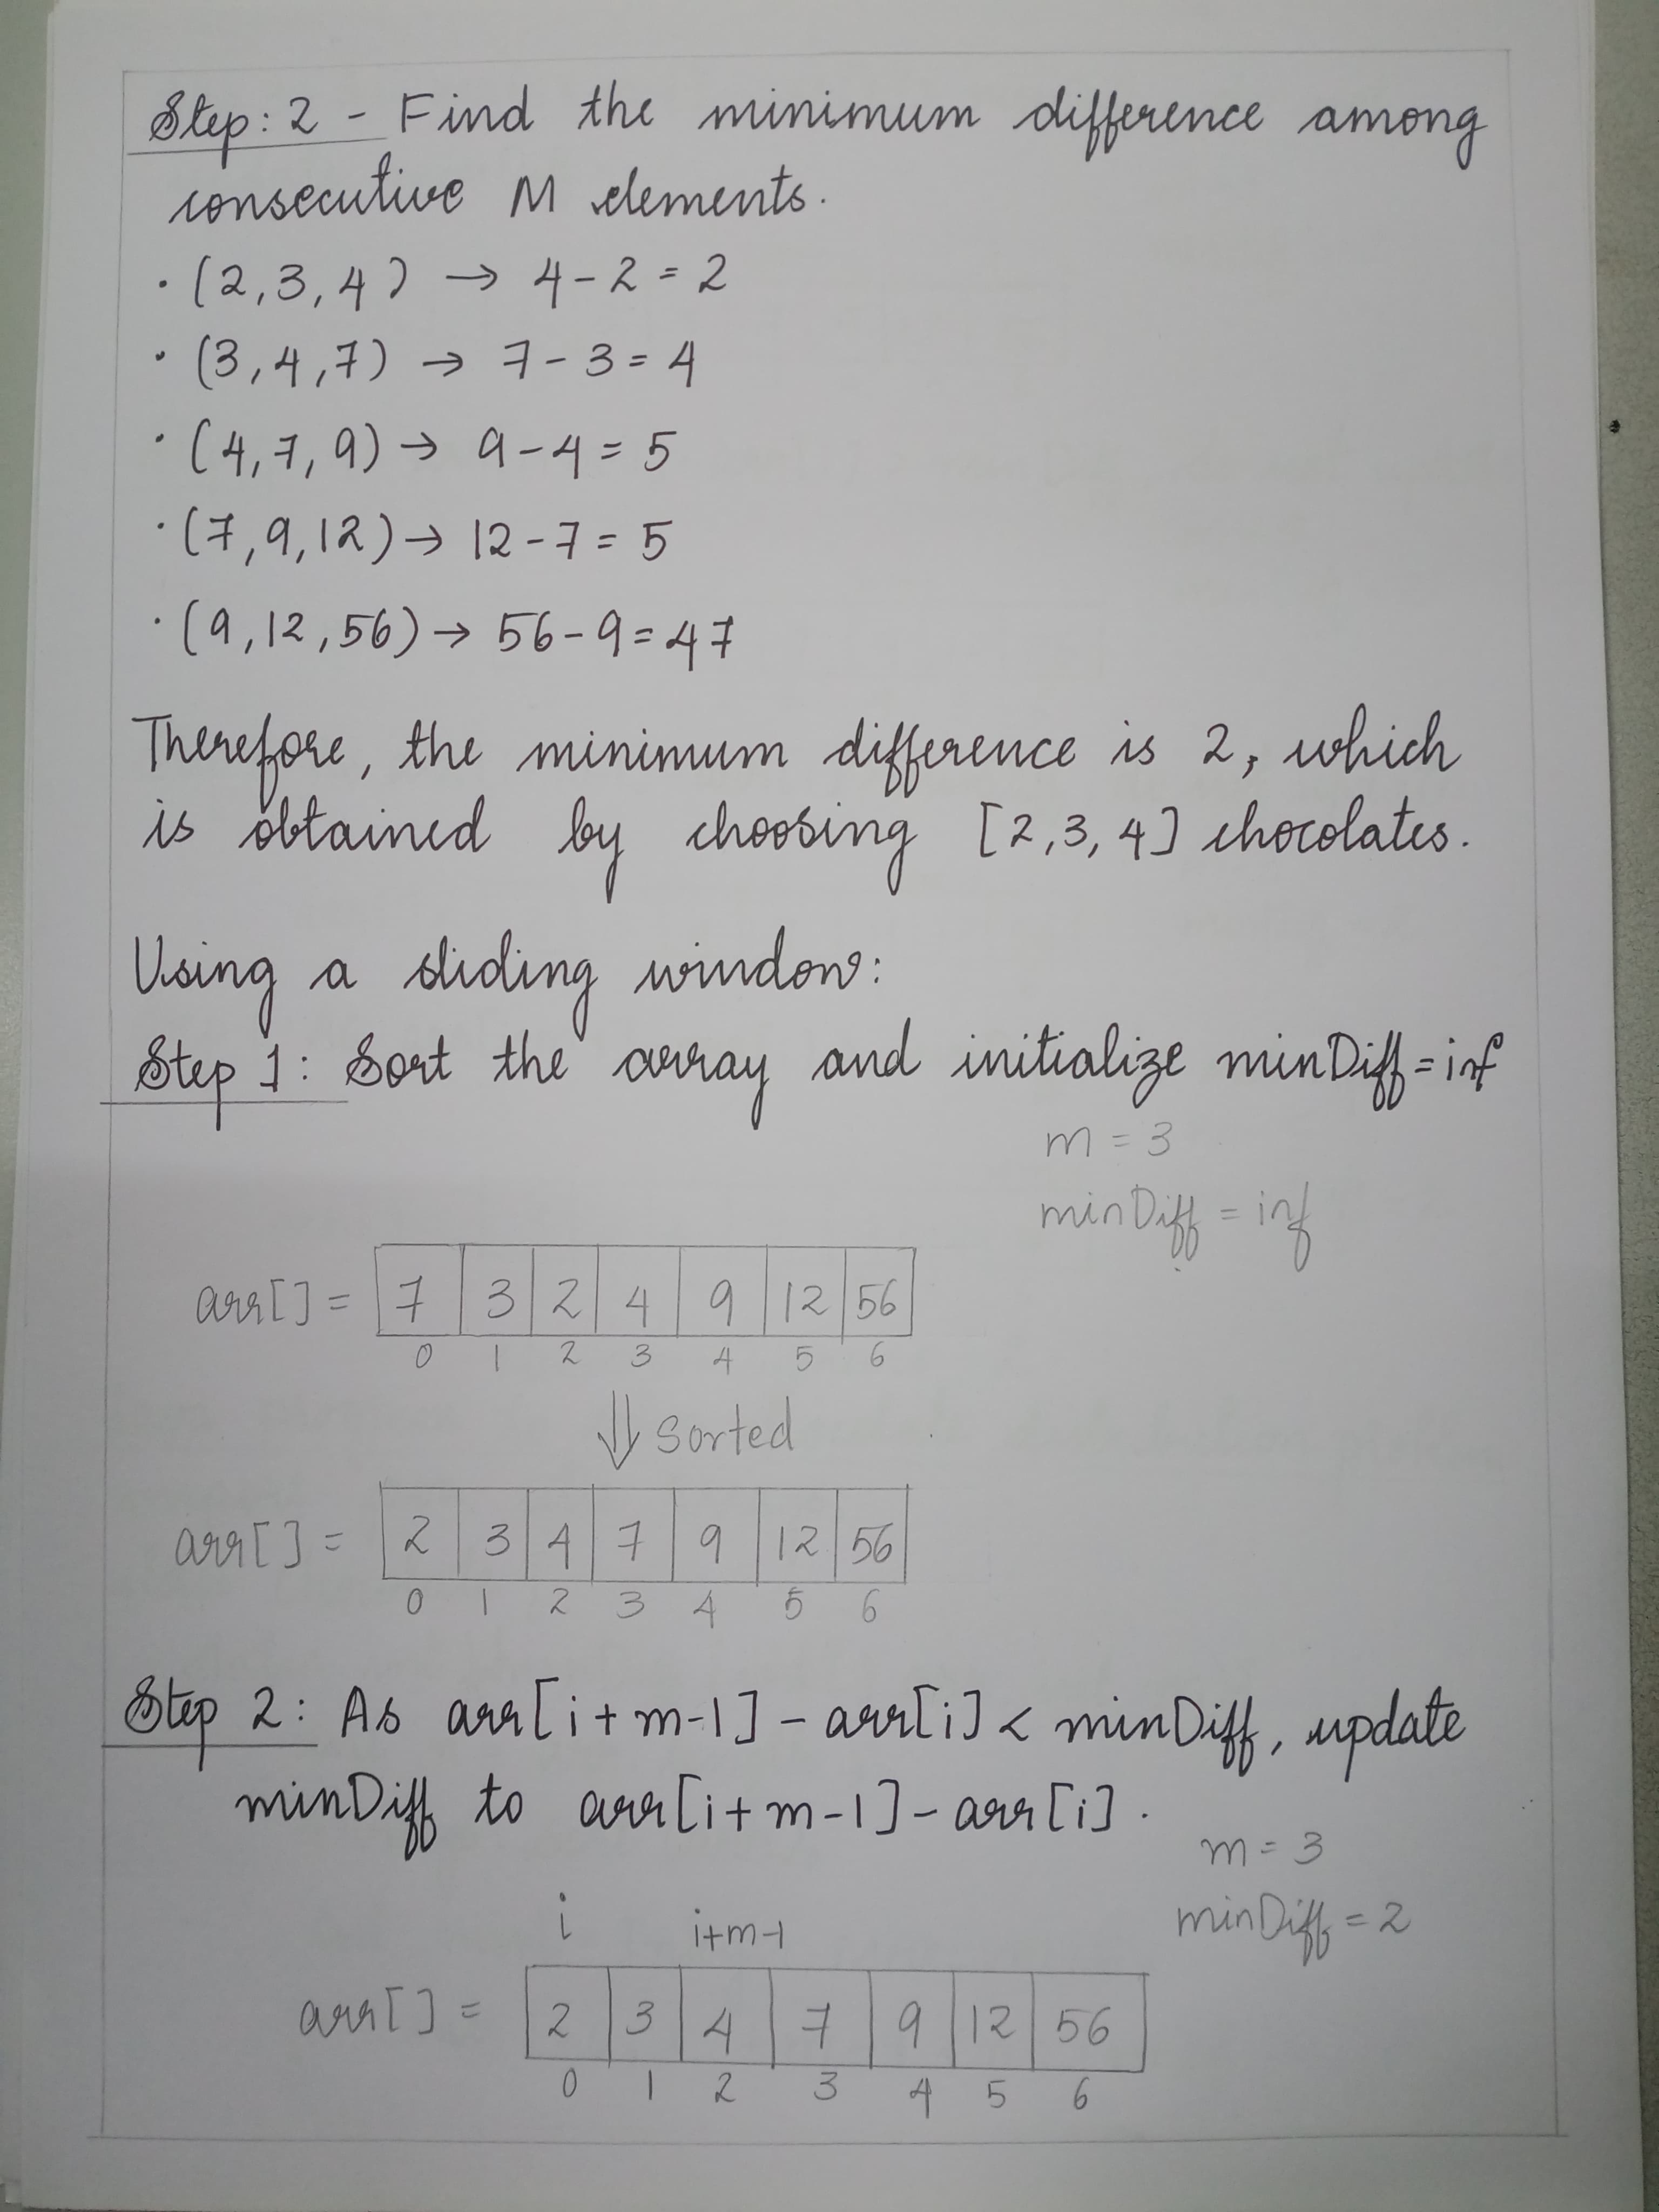 Step: 2 - Find the minimum difference among
consecutive M elements.
· (2,3,4) → 4-2 = 2
· (3,4,7) → 7-3 = 4
· (4,7,9) → 9-4 = 5
· (7,9,12) → 12-7 = 5
· (9,12,56) → 56-9 = 47
Therefore, the minimum difference is 2, which
is obtained by choosing [2,3,4] chocolates.
Using a sliding window:
Step 1: Sort the array and initialize minDiff = inf
m = 3
minDiff = inf
arr[] = 7 3 2 4 9 12 56
0 1 2 3 4 5 6
⇓ Sorted
arr[] = 2 3 4 7 9 12 56
0 1 2 3 4 5 6
Step 2: As arr[i+m-1] - arr[i] < minDiff, update
minDiff to arr[i+m-1] - arr[i].
m = 3
minDiff = 2
i i+m-1
arr[] = 2 3 4 7 9 12 56
0 1 2 3 4 5 6